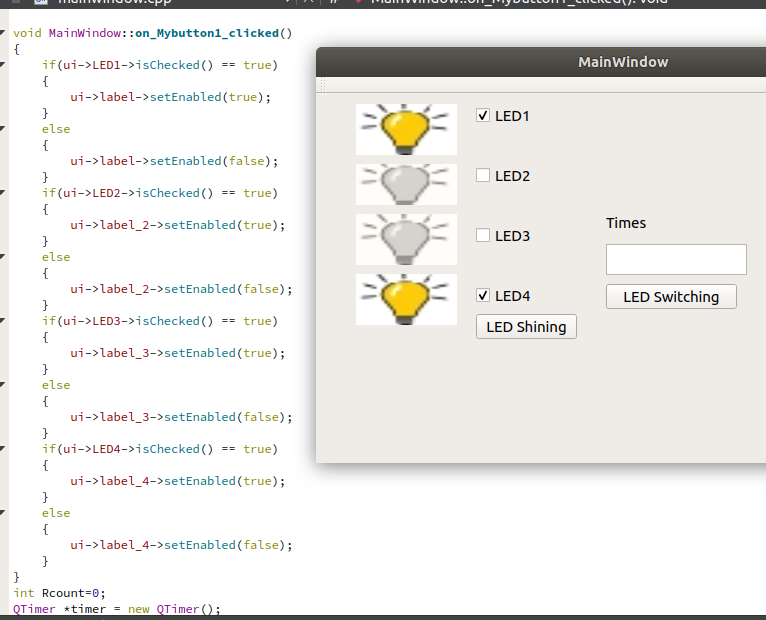 mainwindow.cpp
MainWindow::on_Mybutton1_clicked(): void
void MainWindow::on_Mybutton1_clicked()
{
if(ui->LED1->isChecked() == true)
{
ui->label->setEnabled(true);
}
else
{
ui->label->setEnabled(false);
}
if(ui->LED2->isChecked() == true)
{
ui->label_2->setEnabled(true);
}
else
{
ui->label_2->setEnabled(false);
}
if(ui->LED3->isChecked() == true)
{
ui->label_3->setEnabled(true);
}
else
{
ui->label_3->setEnabled(false);
}
if(ui->LED4->isChecked() == true)
{
ui->label_4->setEnabled(true);
}
else
{
ui->label_4->setEnabled(false);
}
}
int Rcount=0;
QTimer *timer = new QTimer();
MainWindow
LED1
LED2
LED3
LED4
LED Shining
Times
LED Switching